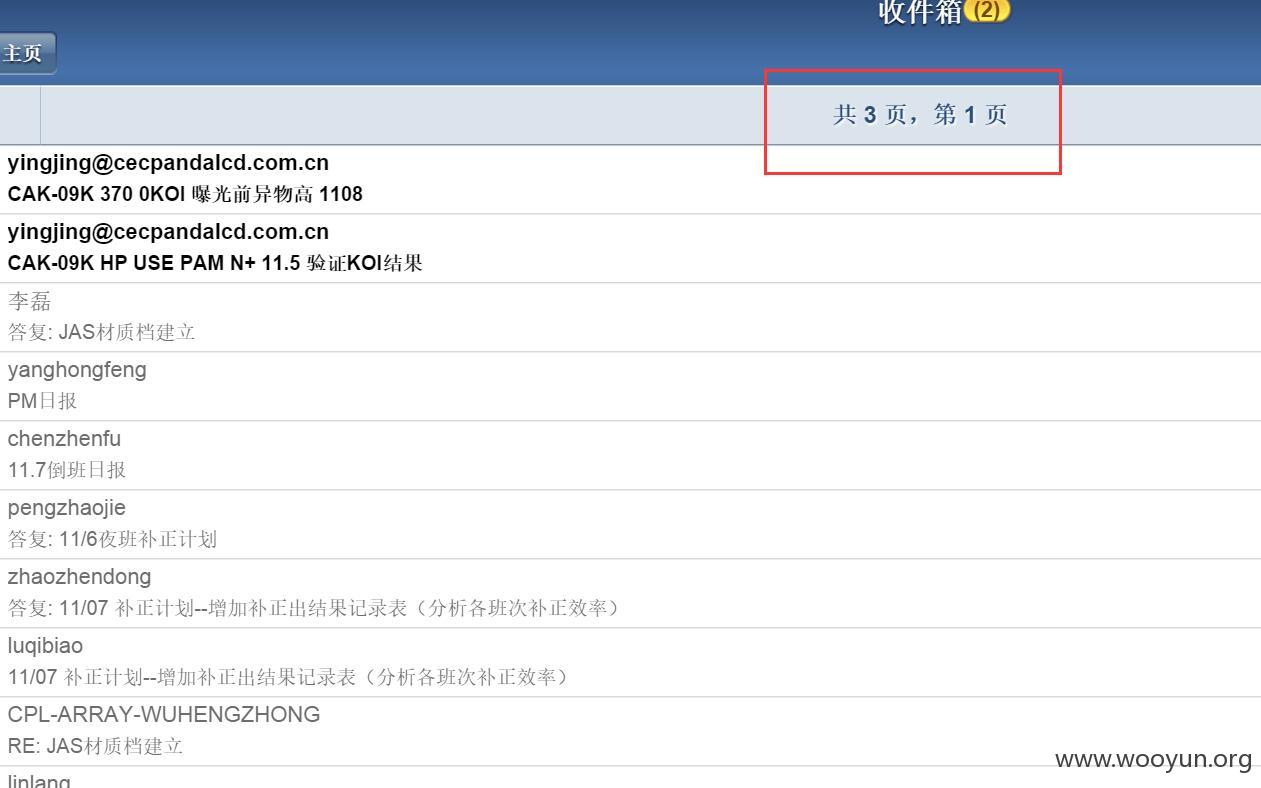 收件箱(2)
主页
共 3 页，第 1 页
yingjing@cecpandalcd.com.cn
CAK-09K 370 0KOI 曝光前异物高 1108
yingjing@cecpandalcd.com.cn
CAK-09K HP USE PAM N+ 11.5 验证KOI结果
李磊
答复: JAS材质档建立
yanghongfeng
PM日报
chenzhenfu
11.7倒班日报
pengzhaojie
答复: 11/6夜班补正计划
zhaozhendong
答复: 11/07 补正计划--增加补正出结果记录表（分析各班次补正效率）
luqibiao
11/07 补正计划--增加补正出结果记录表（分析各班次补正效率）
CPL-ARRAY-WUHENGZHONG
RE: JAS材质档建立
www.wooyun.org
linlang